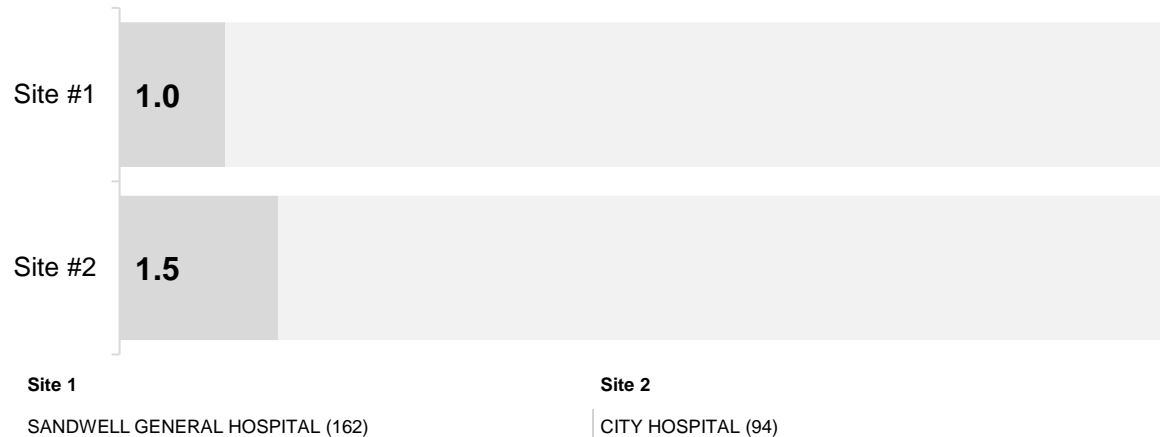 Site #1 1.0
Site #2 1.5
Site 1 Site 2
SANDWELL GENERAL HOSPITAL (162) CITY HOSPITAL (94)